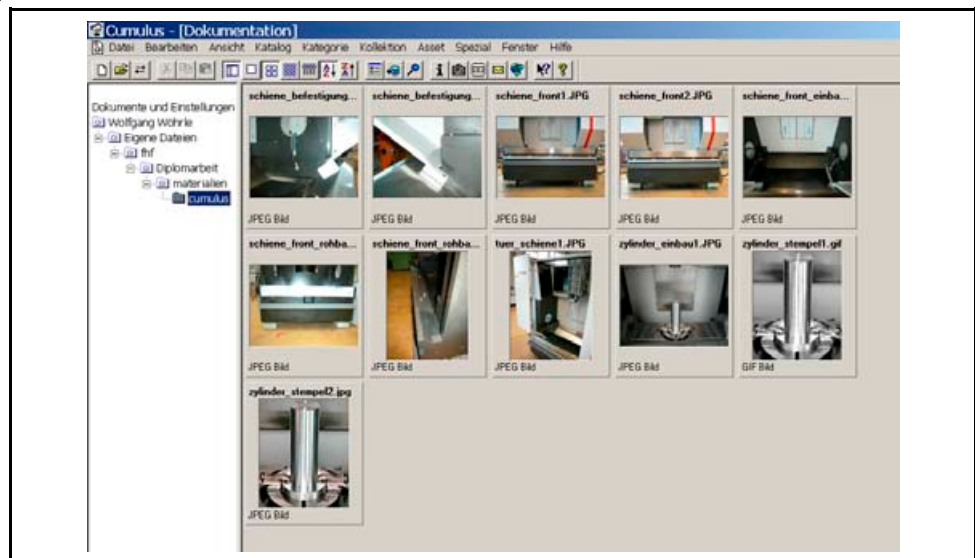 Cumulus - [Dokumentation]
Datei Bearbeiten Ansicht Katalog Kategorie Kollektion Asset Spezial Fenster Hilfe
Dokumente und Einstellungen
Wolfgang Wöhrle
Eigene Dateien
fhf
Diplomarbeit
materialien
cumulus
schiene_befestigung... schiene_befestigung... schiene_front1.JPG schiene_front2.JPG schiene_front_einba...
JPEG Bild JPEG Bild JPEG Bild JPEG Bild JPEG Bild
schiene_front_rohba... schiene_front_rohba... tuer_schiene1.JPG zylinder_einbau1.JPG zylinder_stempel1.gif
JPEG Bild JPEG Bild JPEG Bild JPEG Bild GIF Bild
zylinder_stempel2.jpg
JPEG Bild